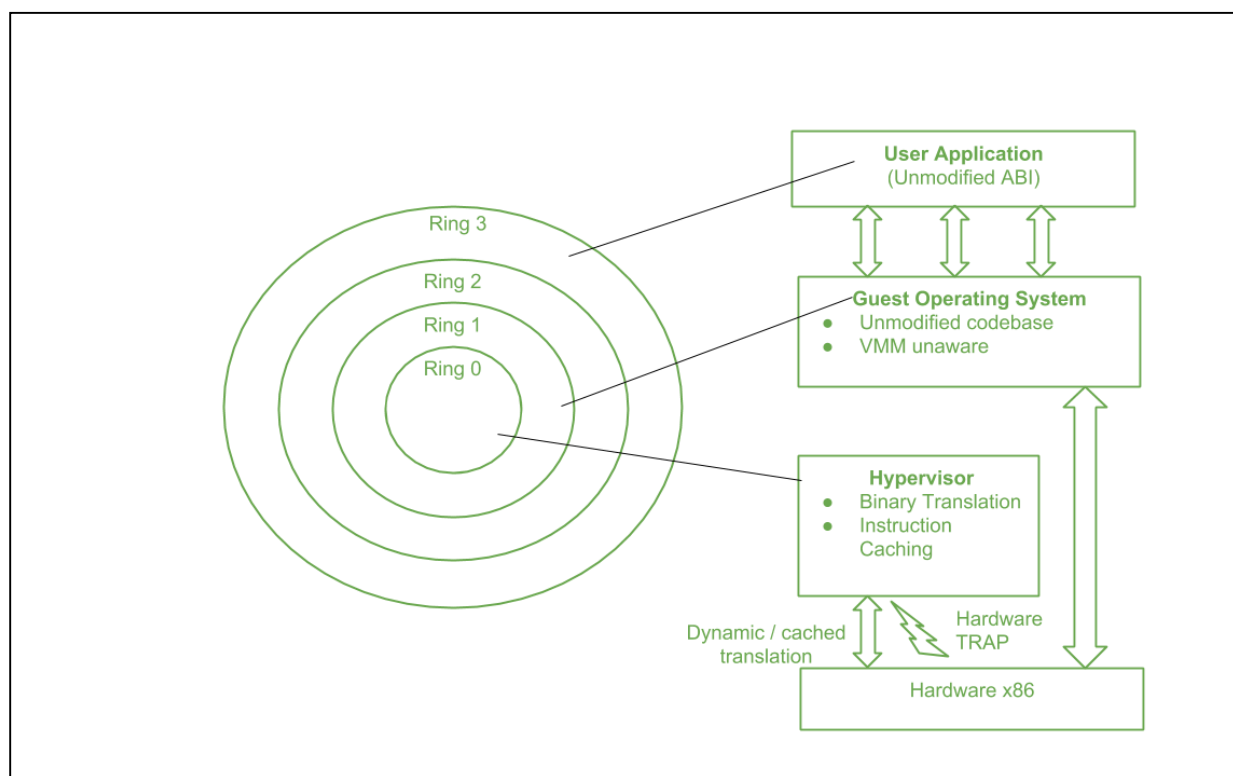 User Application
(Unmodified ABI)
Ring 3
Ring 2
Ring 1
Ring 0
Guest Operating System
● Unmodified codebase
● VMM unaware
Hypervisor
● Binary Translation
● Instruction
Caching
Dynamic / cached
translation
Hardware
TRAP
Hardware x86